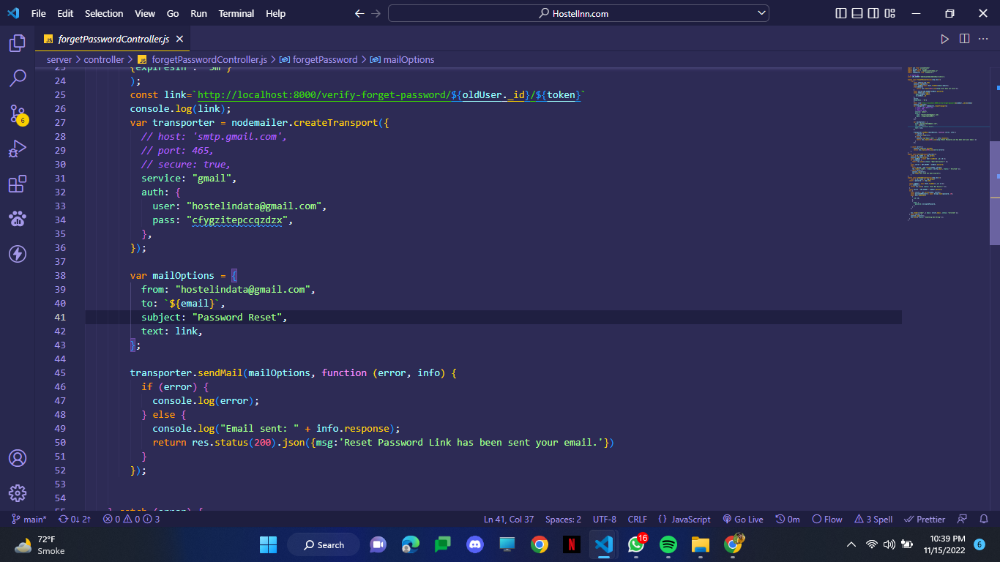 File Edit Selection View Go Run Terminal Help
HostelInn.com
JS forgetPasswordController.js
server > controller > JS forgetPasswordController.js > forgetPassword > mailOptions
24 );
25 const link=`http://localhost:8000/verify-forget-password/${oldUser._id}/${token}`
26 console.log(link);
27 var transporter = nodemailer.createTransport({
28 // host: 'smtp.gmail.com',
29 // port: 465,
30 // secure: true,
31 service: "gmail",
32 auth: {
33 user: "hostelindata@gmail.com",
34 pass: "cfygzitepccqzdzx",
35 },
36 });
37
38 var mailOptions = {
39 from: "hostelindata@gmail.com",
40 to: `${email}`,
41 subject: "Password Reset",
42 text: link,
43 };
44
45 transporter.sendMail(mailOptions, function (error, info) {
46 if (error) {
47 console.log(error);
48 } else {
49 console.log("Email sent: " + info.response);
50 return res.status(200).json({msg:'Reset Password Link has been sent your email.'})
51 }
52 });
53
54
6
main* 0↓ 2↑ 0 0 3 Ln 41, Col 37 Spaces: 2 UTF-8 CRLF {} JavaScript Go Live 0m Flow 3 Spell Prettier
72°F
Smoke
Search
16
10:39 PM
11/15/2022
6